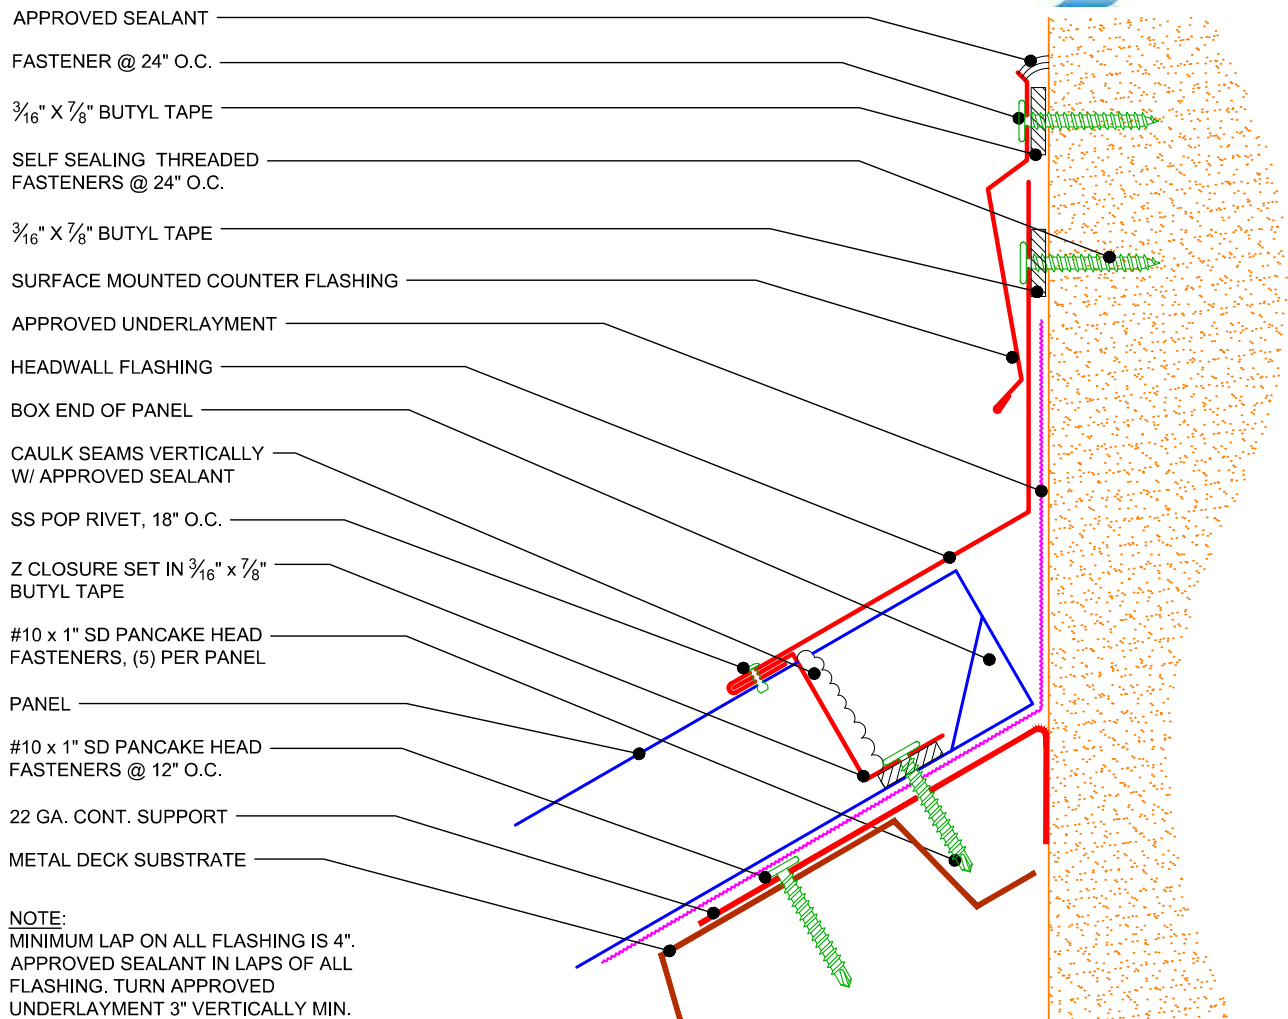 APPROVED SEALANT
FASTENER @ 24" O.C.
3⁄16" X 7⁄8" BUTYL TAPE
SELF SEALING THREADED
FASTENERS @ 24" O.C.
3⁄16" X 7⁄8" BUTYL TAPE
SURFACE MOUNTED COUNTER FLASHING
APPROVED UNDERLAYMENT
HEADWALL FLASHING
BOX END OF PANEL
CAULK SEAMS VERTICALLY
W/ APPROVED SEALANT
SS POP RIVET, 18" O.C.
Z CLOSURE SET IN 3⁄16" x 7⁄8"
BUTYL TAPE
#10 x 1" SD PANCAKE HEAD
FASTENERS, (5) PER PANEL
PANEL
#10 x 1" SD PANCAKE HEAD
FASTENERS @ 12" O.C.
22 GA. CONT. SUPPORT
METAL DECK SUBSTRATE
NOTE:
MINIMUM LAP ON ALL FLASHING IS 4".
APPROVED SEALANT IN LAPS OF ALL
FLASHING. TURN APPROVED
UNDERLAYMENT 3" VERTICALLY MIN.